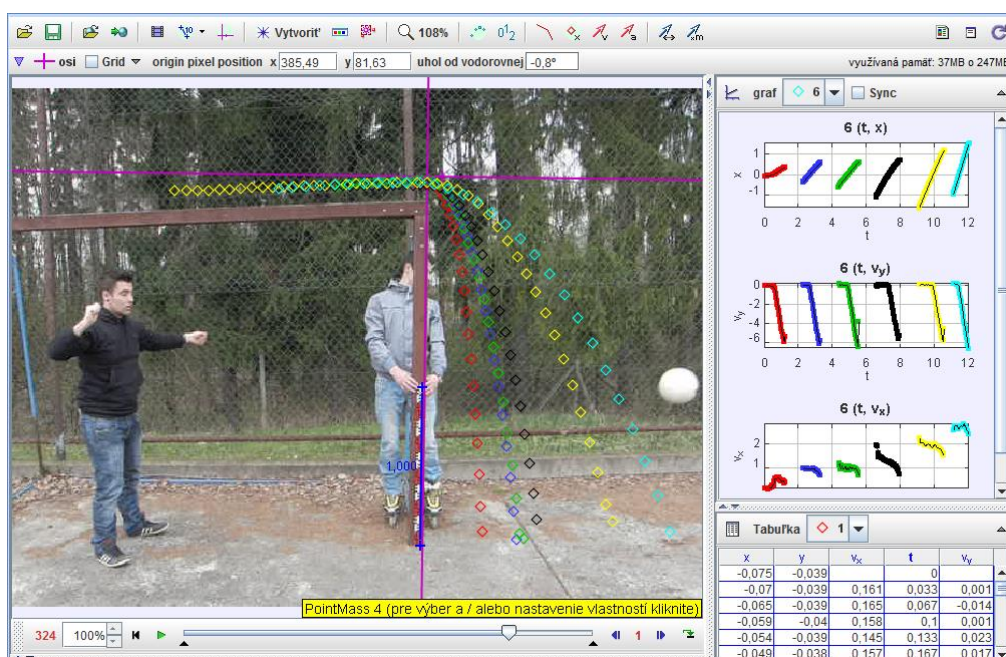 Vytvoriť 108%
osi Grid origin pixel position x 385,49 y 81,63 uhol od vodorovnej -0,8° využívaná pamäť: 37MB o 247MB
graf 6 Sync
6 (t, x)
x
1
0
-1
0 2 4 6 8 10 12
t
6 (t, vy)
vy
0
-2
-4
-6
0 2 4 6 8 10 12
t
6 (t, vx)
vx
2
1
1,000
Tabuľka 1
x y vx t vy
-0,075 -0,039 0
-0,07 -0,039 0,161 0,033 0,001
-0,065 -0,039 0,165 0,067 -0,014
-0,059 -0,04 0,158 0,1 0,001
-0,054 -0,039 0,145 0,133 0,023
-0,049 -0,038 0,157 0,167 0,017
PointMass 4 (pre výber a / alebo nastavenie vlastností kliknite)
324 100% 1